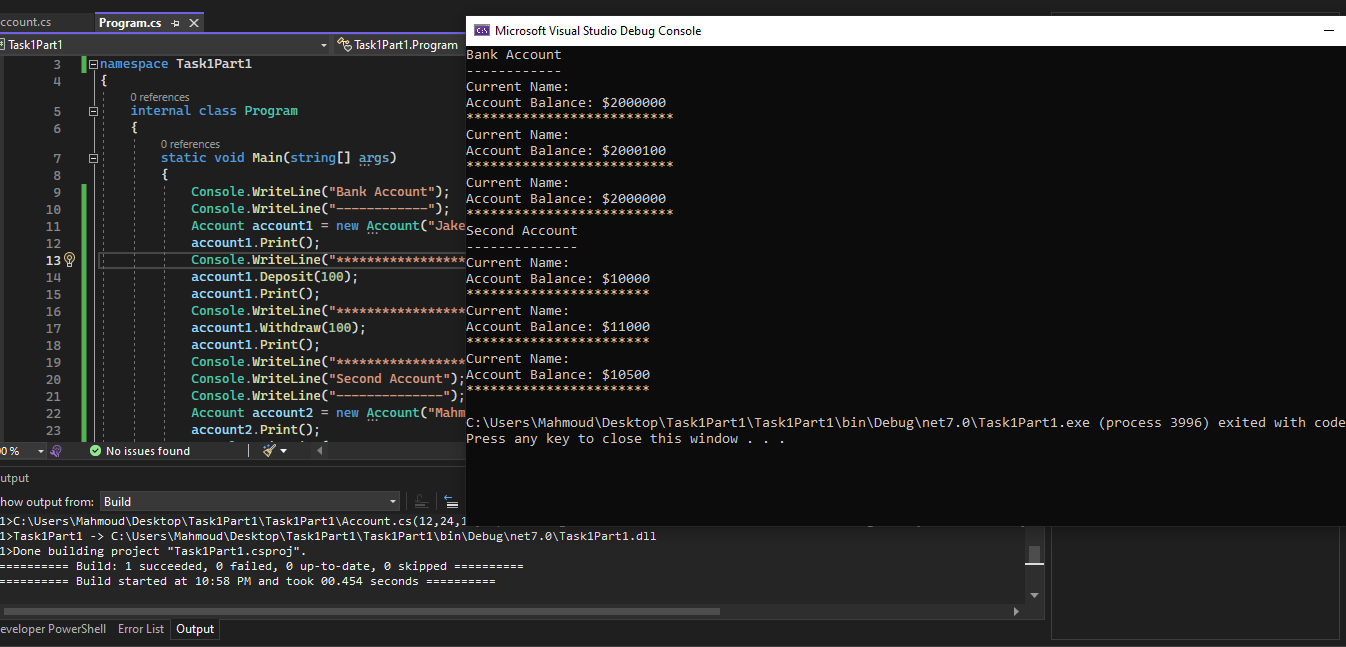 ccount.cs
Program.cs
Task1Part1
Task1Part1.Program
3 namespace Task1Part1
4 {
0 references
5 internal class Program
6 {
0 references
7 static void Main(string[] args)
8 {
9 Console.WriteLine("Bank Account");
10 Console.WriteLine("------------");
11 Account account1 = new Account("Jake
12 account1.Print();
13 Console.WriteLine("*****************
14 account1.Deposit(100);
15 account1.Print();
16 Console.WriteLine("*****************
17 account1.Withdraw(100);
18 account1.Print();
19 Console.WriteLine("*****************
20 Console.WriteLine("Second Account");
21 Console.WriteLine("--------------");
22 Account account2 = new Account("Mahm
23 account2.Print();
0 %
No issues found
utput
how output from:
Build
1>C:\Users\Mahmoud\Desktop\Task1Part1\Task1Part1\Account.cs(12,24,1
1>Task1Part1 -> C:\Users\Mahmoud\Desktop\Task1Part1\Task1Part1\bin\Debug\net7.0\Task1Part1.dll
1>Done building project "Task1Part1.csproj".
========== Build: 1 succeeded, 0 failed, 0 up-to-date, 0 skipped ==========
========== Build started at 10:58 PM and took 00.454 seconds ==========
eveloper PowerShell
Error List
Output
Microsoft Visual Studio Debug Console
Bank Account
------------
Current Name:
Account Balance: $2000000
**************************
Current Name:
Account Balance: $2000100
**************************
Current Name:
Account Balance: $2000000
**************************
Second Account
--------------
Current Name:
Account Balance: $10000
***********************
Current Name:
Account Balance: $11000
***********************
Current Name:
Account Balance: $10500
***********************
C:\Users\Mahmoud\Desktop\Task1Part1\Task1Part1\bin\Debug\net7.0\Task1Part1.exe (process 3996) exited with code
Press any key to close this window . . .